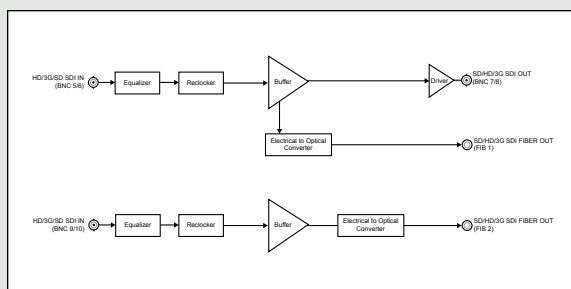 HD/3G/SD SDI IN
(BNC 5/6)
Equalizer
Reclocker
Buffer
Driver
SD/HD/3G SDI OUT
(BNC 7/8)
Electrical to Optical
Converter
SD/HD/3G SDI FIBER OUT
(FIB 1)
HD/3G/SD SDI IN
(BNC 9/10)
Equalizer
Reclocker
Buffer
Electrical to Optical
Converter
SD/HD/3G SDI FIBER OUT
(FIB 2)